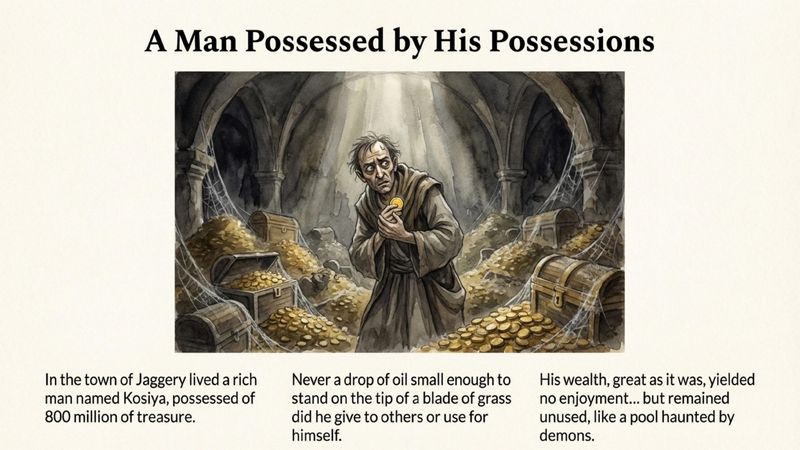 A Man Possessed by His Possessions
In the town of Jaggery lived a rich
man named Kosiya, possessed of
800 million of treasure.
Never a drop of oil small enough to
stand on the tip of a blade of grass
did he give to others or use for
himself.
His wealth, great as it was, yielded
no enjoyment... but remained
unused, like a pool haunted by
demons.